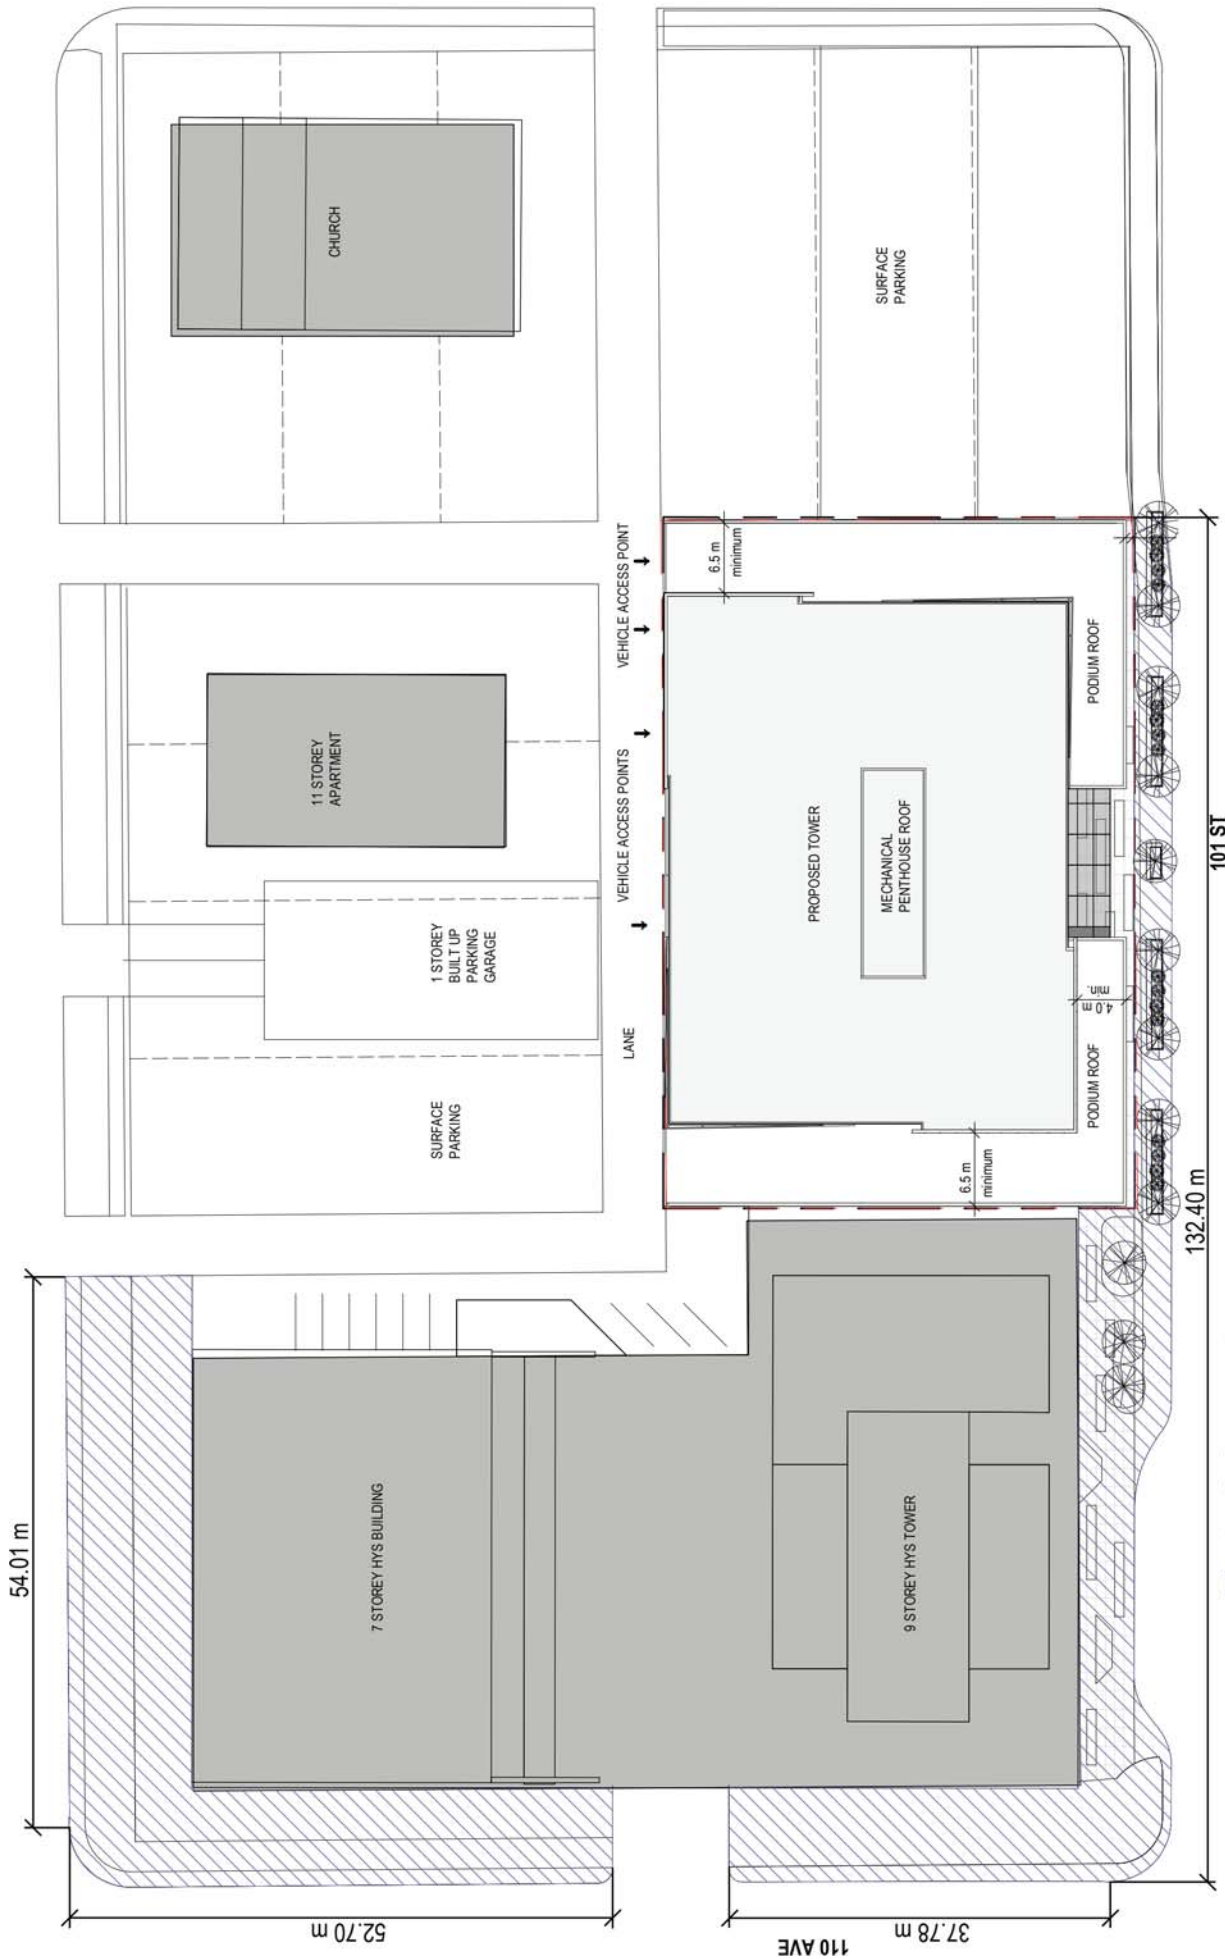 CHURCH
SURFACE
PARKING
VEHICLE ACCESS POINT
6.5 m
minimum
11 STOREY
APARTMENT
VEHICLE ACCESS POINTS
PODIUM ROOF
PROPOSED TOWER
MECHANICAL
PENTHOUSE ROOF
101 ST
1 STOREY
BUILT UP
PARKING
GARAGE
LANE
4.0 m
min.
SURFACE
PARKING
PODIUM ROOF
6.5 m
minimum
132.40 m
54.01 m
7 STOREY HYS BUILDING
9 STOREY HYS TOWER
52.70 m
37.78 m
110 AVE